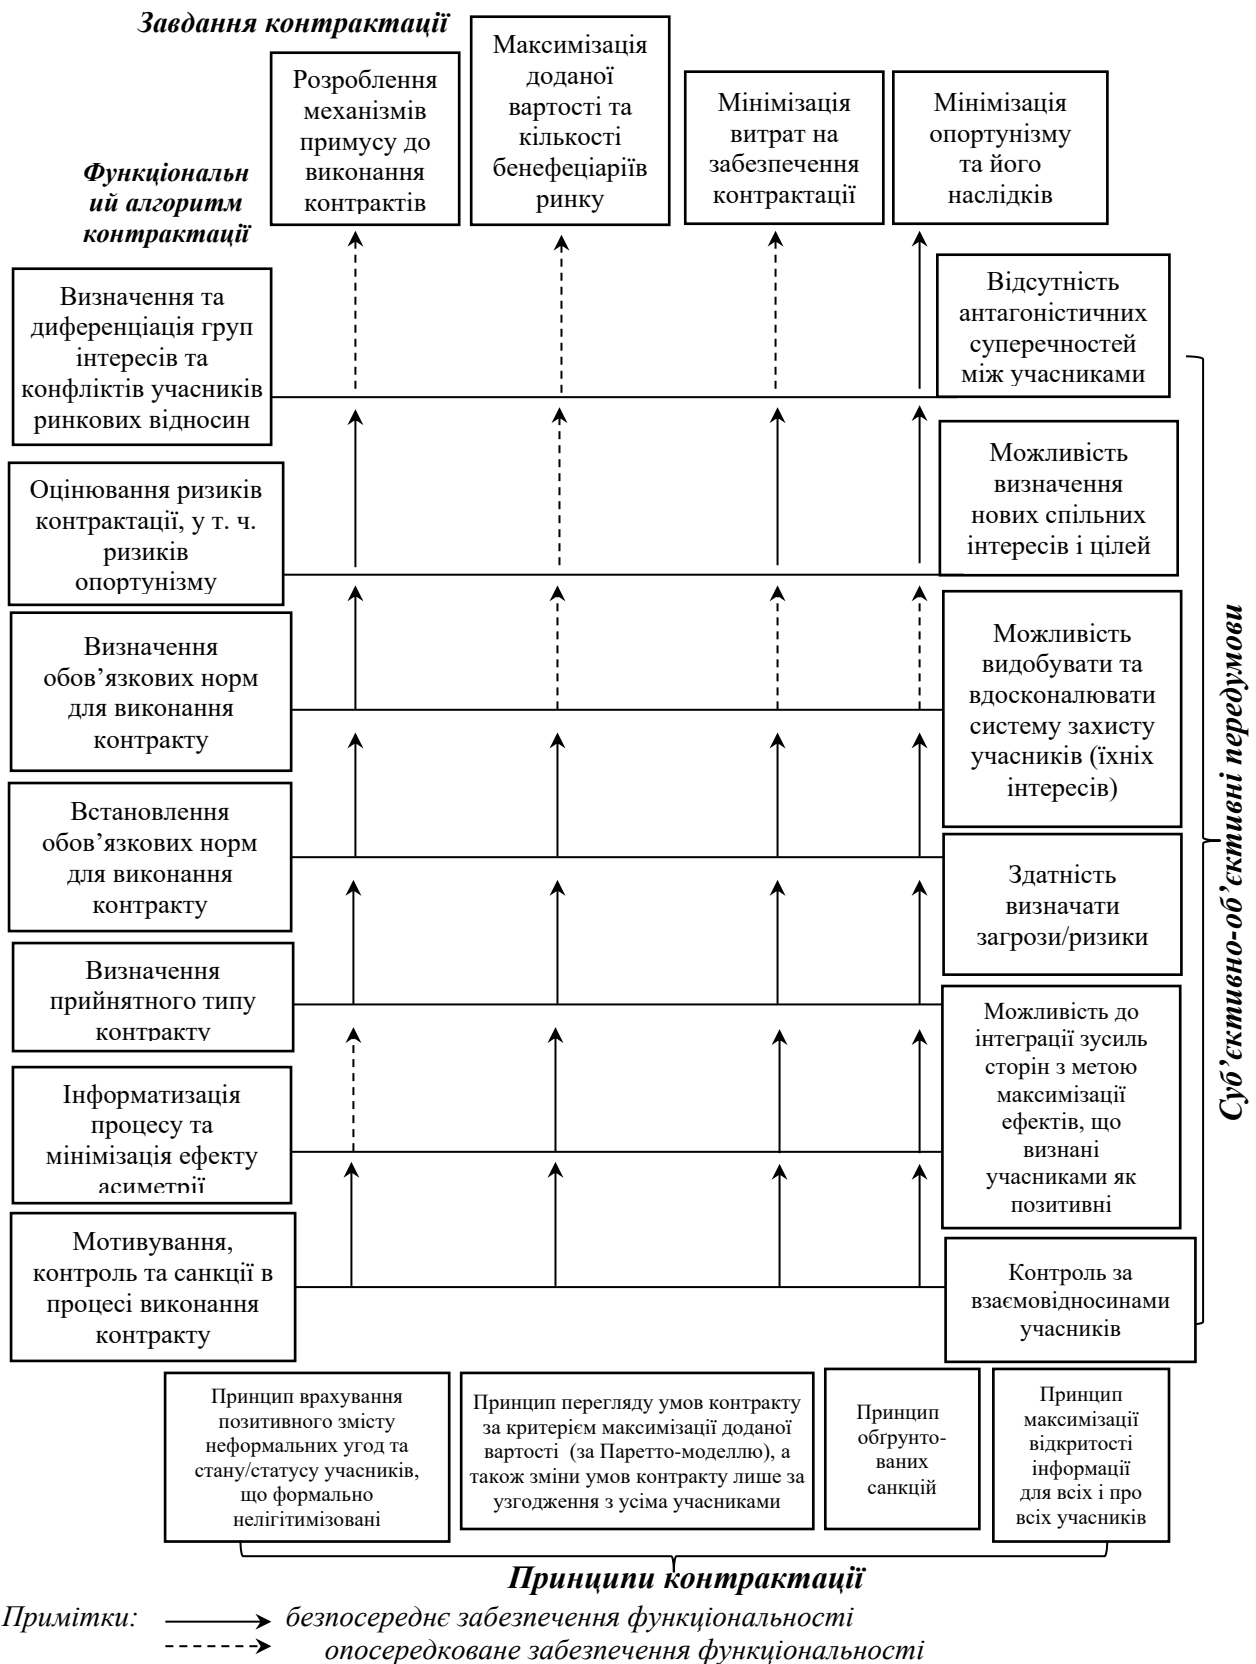 Завдання контрактації
Розроблення
механізмів
примусу до
виконання
контрактів
Максимізація
доданої
вартості та
кількості
бенефеціаріїв
ринку
Мінімізація
витрат на
забезпечення
контрактації
Мінімізація
опортунізму
та його
наслідків
Функціональн
ий алгоритм
контрактації
Визначення та
диференціація груп
інтересів та
конфліктів учасників
ринкових відносин
Оцінювання ризиків
контрактації, у т. ч.
ризиків
опортунізму
Визначення
обов’язкових норм
для виконання
контракту
Встановлення
обов’язкових норм
для виконання
контракту
Визначення
прийнятного типу
контракту
Інформатизація
процесу та
мінімізація ефекту
асиметрії
Мотивування,
контроль та санкції в
процесі виконання
контракту
Відсутність
антагоністичних
суперечностей
між учасниками
Можливість
визначення
нових спільних
інтересів і цілей
Можливість
видобувати та
вдосконалювати
систему захисту
учасників (їхніх
інтересів)
Здатність
визначати
загрози/ризики
Можливість до
інтеграції зусиль
сторін з метою
максимізації
ефектів, що
визнані
учасниками як
позитивні
Контроль за
взаємовідносинами
учасників
Суб’єктивно-об’єктивні передумови
Принцип врахування
позитивного змісту
неформальних угод та
стану/статусу учасників,
що формально
нелігітимізовані
Принцип перегляду умов контракту
за критерієм максимізації доданої
вартості (за Паретто-моделлю), а
також зміни умов контракту лише за
узгодження з усіма учасниками
Принцип
обґрунто-
ваних
санкцій
Принцип
максимізації
відкритості
інформації
для всіх і про
всіх учасників
Принципи контрактації
Примітки: безпосереднє забезпечення функціональності
опосередковане забезпечення функціональності